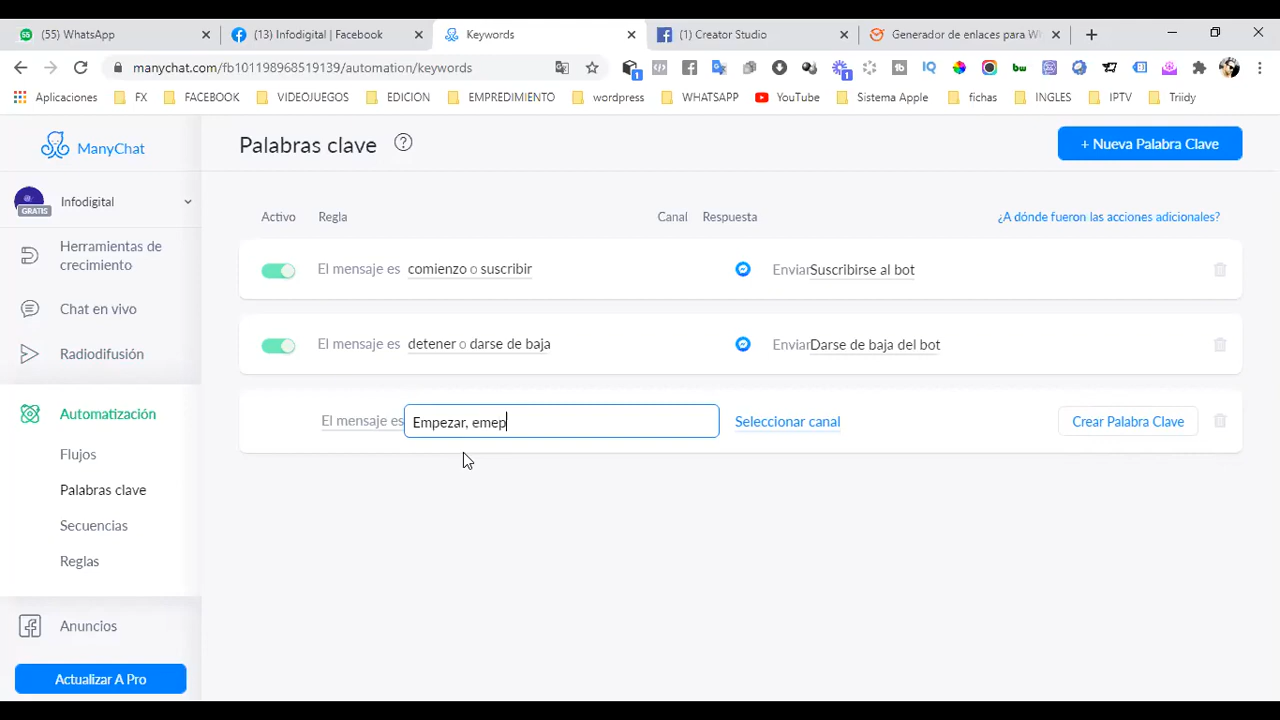 (55) WhatsApp
(13) Infodigital | Facebook
Keywords
(1) Creator Studio
Generador de enlaces para Wh
manychat.com/fb101198968519139/automation/keywords
Aplicaciones
FX
FACEBOOK
VIDEOJUEGOS
EDICION
EMPREDIMIENTO
wordpress
WHATSAPP
YouTube
Sistema Apple
fichas
INGLES
IPTV
Triidy
ManyChat
Palabras clave
+ Nueva Palabra Clave
Infodigital
GRATIS
Activo
Regla
Canal
Respuesta
¿A dónde fueron las acciones adicionales?
Herramientas de
crecimiento
El mensaje es comienzo o suscribir
EnviarSuscribirse al bot
Chat en vivo
Radiodifusión
El mensaje es detener o darse de baja
EnviarDarse de baja del bot
Automatización
El mensaje es Empezar, emep
Seleccionar canal
Crear Palabra Clave
Flujos
Palabras clave
Secuencias
Reglas
Anuncios
Actualizar A Pro